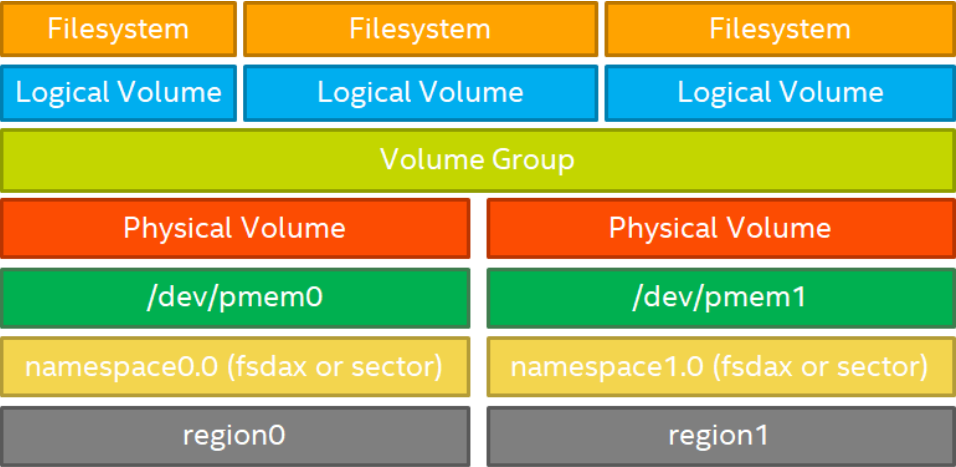 Filesystem Filesystem Filesystem
Logical Volume Logical Volume Logical Volume
Volume Group
Physical Volume Physical Volume
/dev/pmem0 /dev/pmem1
namespace0.0 (fsdax or sector) namespace1.0 (fsdax or sector)
region0 region1